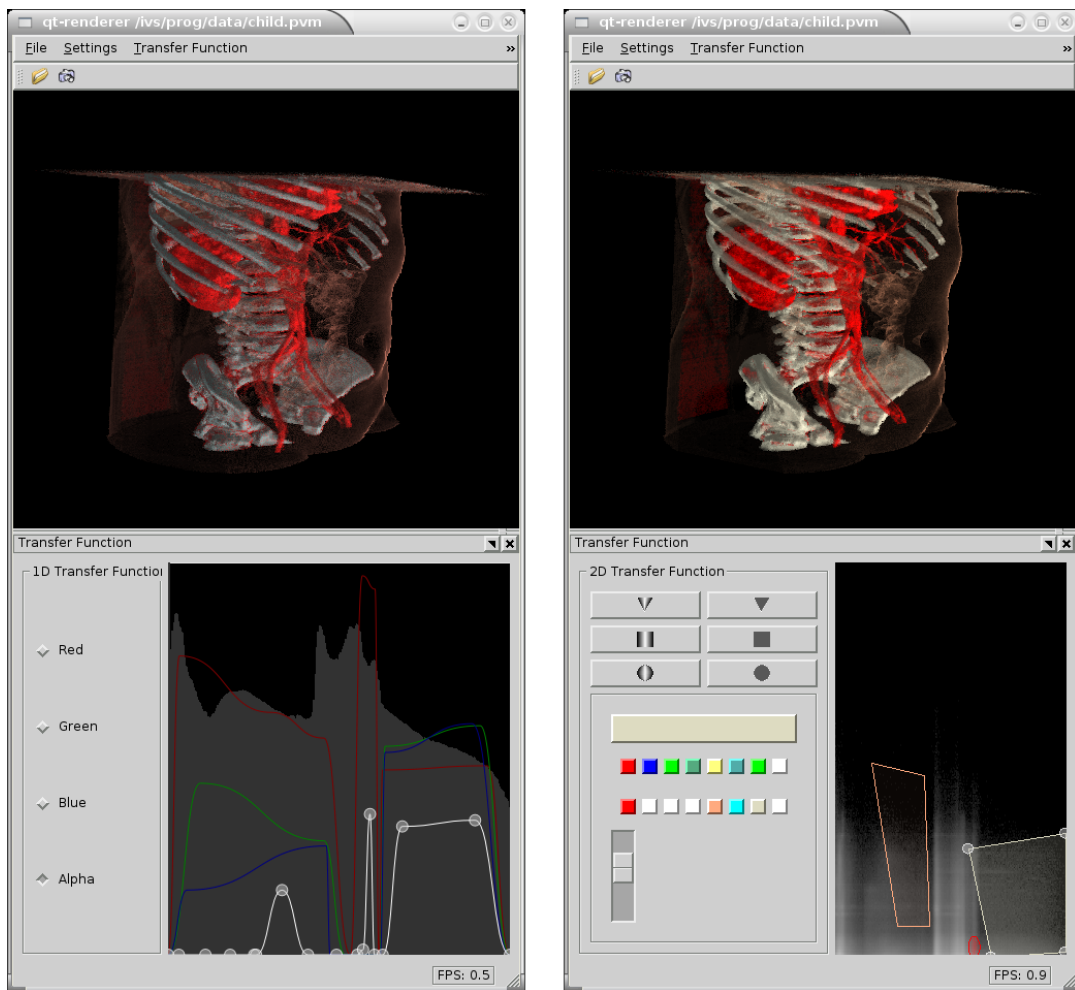 qt-renderer /ivs/prog/data/child.pvm
File Settings Transfer Function »
Transfer Function
1D Transfer Function
Red
Green
Blue
Alpha
FPS: 0.5
qt-renderer /ivs/prog/data/child.pvm
File Settings Transfer Function »
Transfer Function
2D Transfer Function
FPS: 0.9